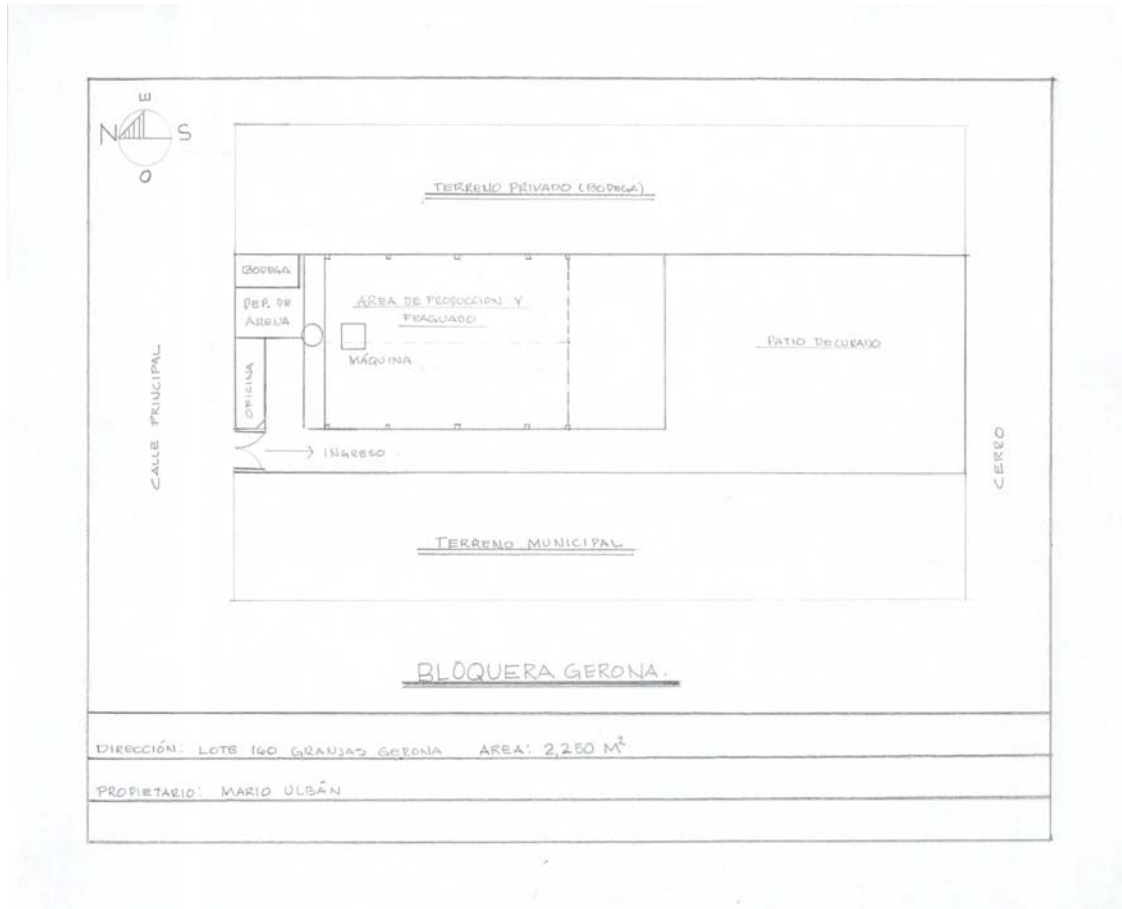 E
N S
O
TERRENO PRIVADO (BODEGA)
BODEGA
DEP. DE
ARENA
AREA DE PRODUCCION Y
FRAGUADO
MÁQUINA
PATIO DE CURADO
OFICINA
CALLE PRINCIPAL
INGRESO
CERRO
TERRENO MUNICIPAL
BLOQUERA GERONA.
DIRECCIÓN: LOTE 160 GRANJAS GERONA AREA: 2,250 M²
PROPIETARIO: MARIO ULBÁN